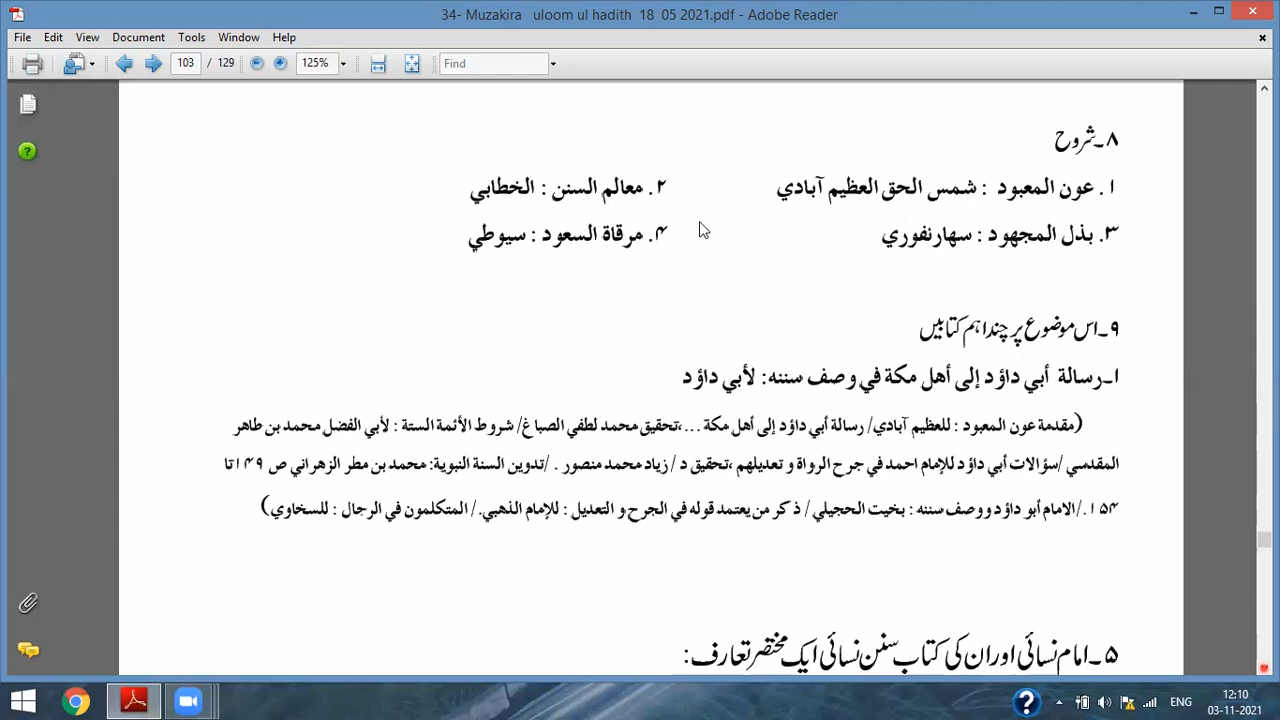 34- Muzakira uloom ul hadith 18 05 2021.pdf - Adobe Reader
File Edit View Document Tools Window Help
103 / 129 125% Find
۸۔شروح
۱. عون المعبود : شمس الحق العظيم آبادي ۲. معالم السنن : الخطابي
۳. بذل المجهود : سهارنفوري ۴. مرقاة السعود : سيوطي
۹۔اس موضوع پر چند اہم کتابیں
۱۔رسالة أبي داؤد إلى أهل مكة في وصف سننه: لأبي داؤد
(مقدمة عون المعبود : للعظيم آبادي/ رسالة أبي داؤد إلى أهل مكة ...،تحقيق محمد لطفي الصباغ/ شروط الأئمة الستة : لأبي الفضل محمد بن طاهر
المقدسي /سؤالات أبي داؤد للإمام احمد في جرح الرواة و تعديلهم ،تحقيق د/ زياد محمد منصور . /تدوين السنة النبوية: محمد بن مطر الزهراني ص ۱۴۹ تا
۱۵۴ ./الامام أبو داؤد ووصف سننه : بخيت الحجيلي / ذكر من يعتمد قوله في الجرح و التعديل : للإمام الذهبي./ المتكلمون في الرجال : للسخاوي)
۵۔امام نسائی اور ان کی کتاب سنن نسائی ایک مختصر تعارف:
ENG 12:10
03-11-2021